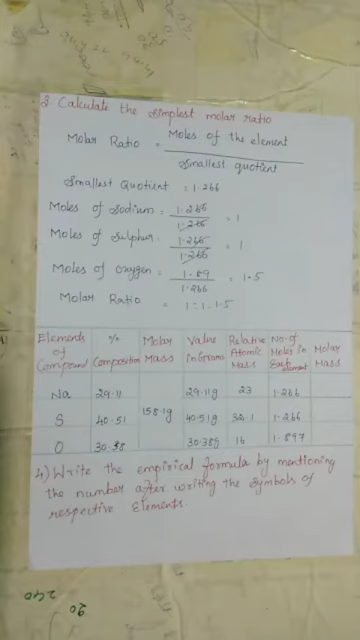 3. Calculate the simplest molar ratio
Molar Ratio = Moles of the element
Smallest quotient
Smallest Quotient = 1.266
Moles of Sodium = 1.266 = 1
1.266
Moles of Sulphur = 1.266 = 1
1.266
Moles of oxygen = 1.89 = 1.5
1.266
Molar Ratio = 1:1:1.5
Elements of Compound % Composition Molar Mass Value in Gram Relative Atomic Mass No. of Moles in Each element Molar Mass
Na 29.11 29.11g 23 1.266
158.1g
S 40.51 40.51g 32.1 1.266
O 30.38 30.38g 16 1.897
4) Write the empirical formula by mentioning
the number after writing the symbols of
respective Elements.
240
20